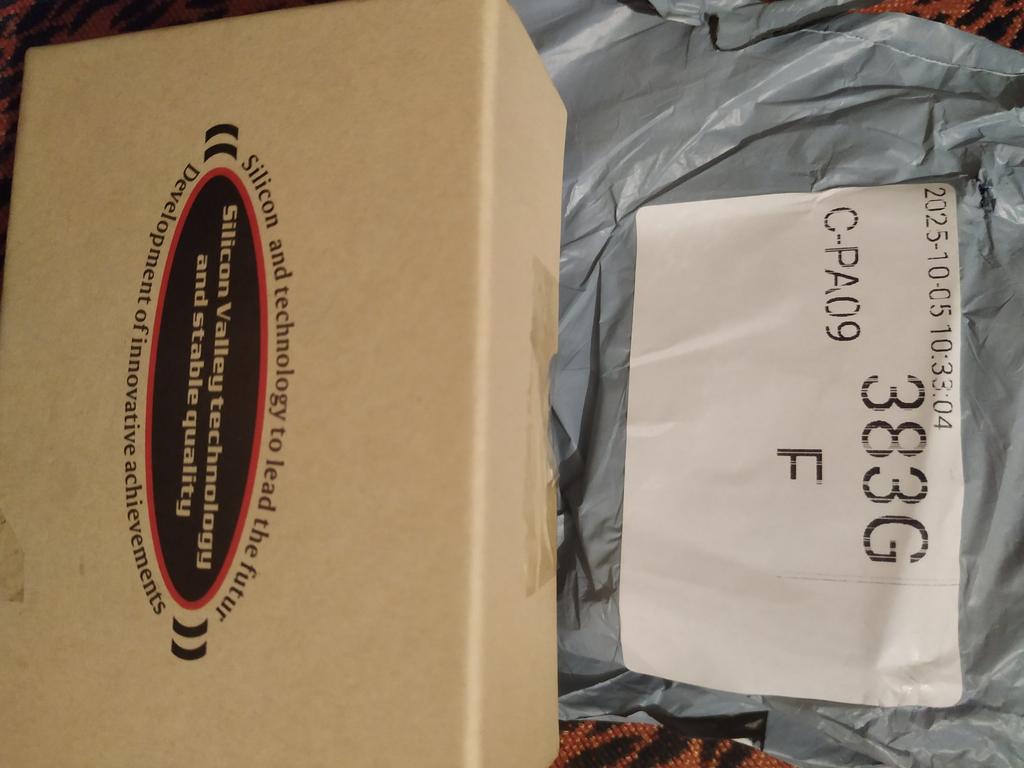 Silicon and technology to lead the futur
Silicon Valley technology
and stable quality
Development of innovative achievements
2025-10-05 10:33:04
383G
C-PA09
F